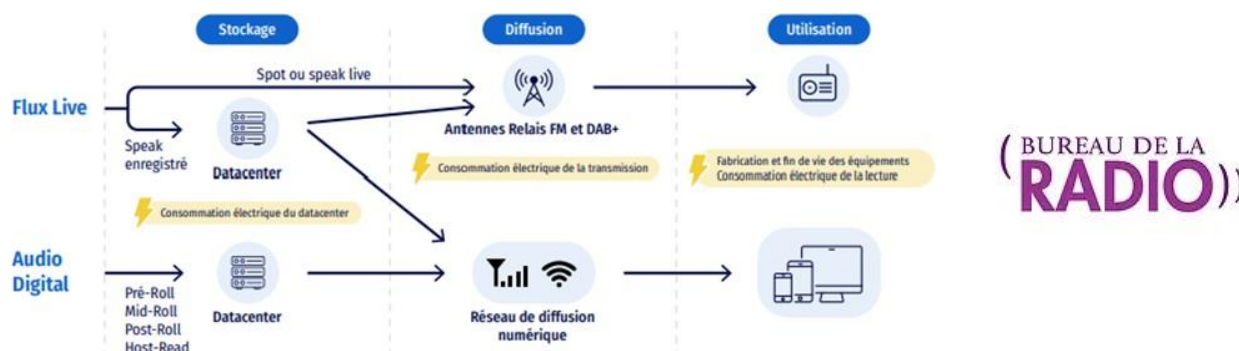 Stockage
Diffusion
Utilisation
Spot ou speak live
Flux Live
Speak
enregistré
Datacenter
Antennes Relais FM et DAB+
Consommation électrique de la transmission
Fabrication et fin de vie des équipements
Consommation électrique de la lecture
Consommation électrique du datacenter
BUREAU DE LA
RADIO
Audio
Digital
Pré-Roll
Mid-Roll
Post-Roll
Host-Read
Datacenter
Réseau de diffusion
numérique